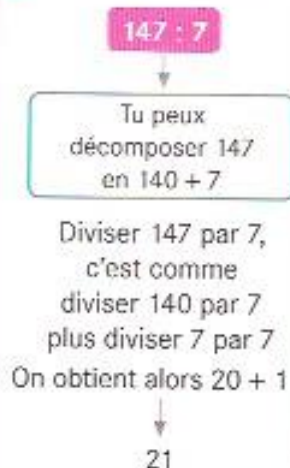 147 : 7
Tu peux
décomposer 147
en 140 + 7
Diviser 147 par 7,
c'est comme
diviser 140 par 7
plus diviser 7 par 7
On obtient alors 20 + 1
21